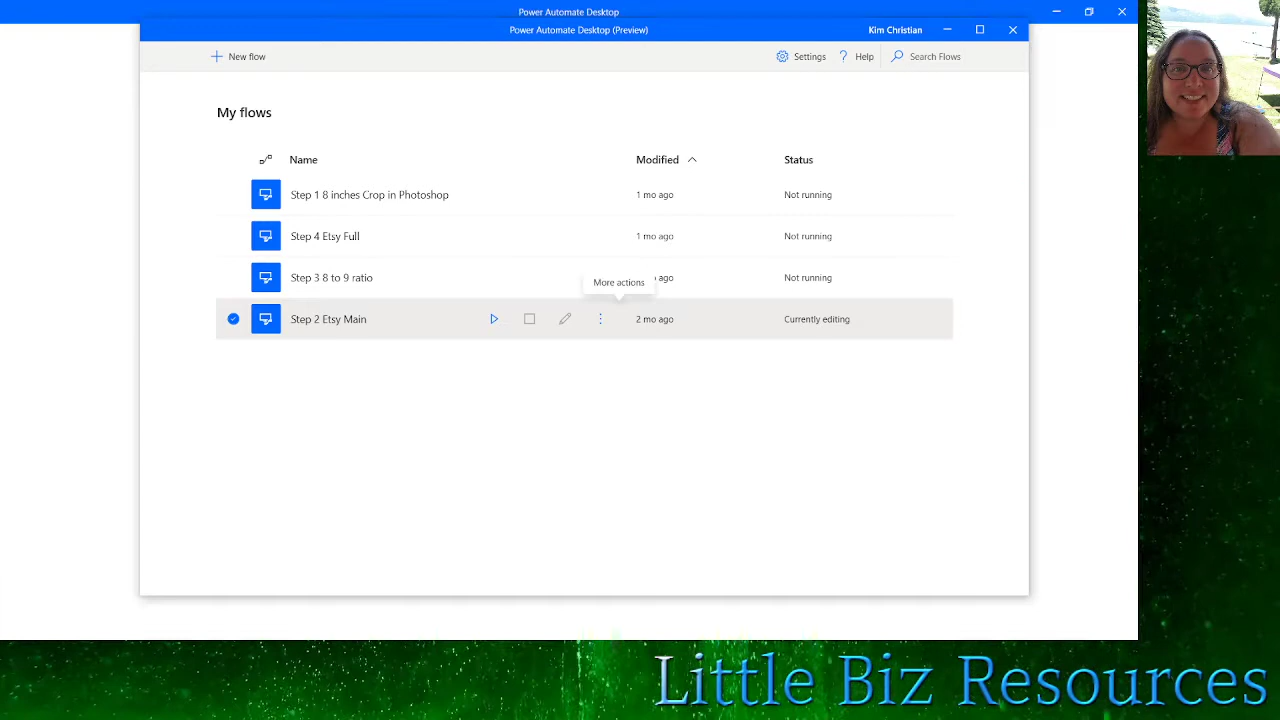 Power Automate Desktop
Power Automate Desktop (Preview)
Kim Christian
New flow
Settings
Help
Search Flows
My flows
Name
Modified
Status
Step 1 8 inches Crop in Photoshop
1 mo ago
Not running
Step 4 Etsy Full
1 mo ago
Not running
Step 3 8 to 9 ratio
ago
Not running
More actions
Step 2 Etsy Main
2 mo ago
Currently editing
Little Biz Resources